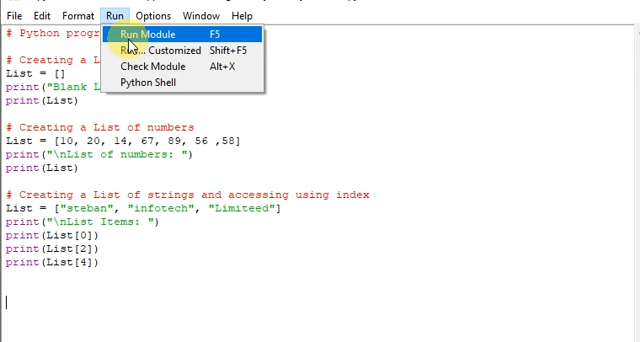 File Edit Format Run Options Window Help
# Python progr
Run Module F5
Run... Customized Shift+F5
Check Module Alt+X
Python Shell
# Creating a L
List = []
print("Blank L
print(List)
# Creating a List of numbers
List = [10, 20, 14, 67, 89, 56 ,58]
print("\nList of numbers: ")
print(List)
# Creating a List of strings and accessing using index
List = ["steban", "infotech", "Limiteed"]
print("\nList Items: ")
print(List[0])
print(List[2])
print(List[4])